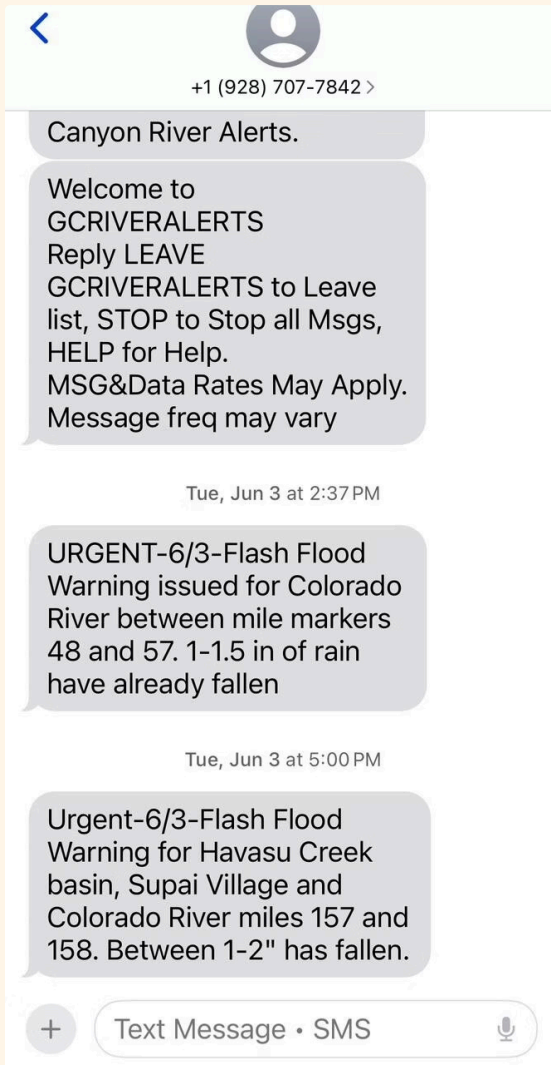 +1 (928) 707-7842 >
Canyon River Alerts.
Welcome to
GCRIVERALERTS
Reply LEAVE
GCRIVERALERTS to Leave
list, STOP to Stop all Msgs,
HELP for Help.
MSG&Data Rates May Apply.
Message freq may vary
Tue, Jun 3 at 2:37 PM
URGENT-6/3-Flash Flood
Warning issued for Colorado
River between mile markers
48 and 57. 1-1.5 in of rain
have already fallen
Tue, Jun 3 at 5:00 PM
Urgent-6/3-Flash Flood
Warning for Havasu Creek
basin, Supai Village and
Colorado River miles 157 and
158. Between 1-2" has fallen.
Text Message • SMS